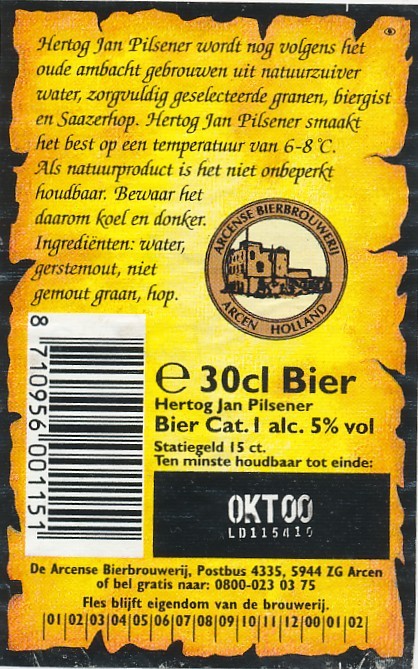 Hertog Jan Pilsener wordt nog volgens het
oude ambacht gebrouwen uit natuurzuiver
water, zorgvuldig geselecteerde granen, biergist
en Saazerhop. Hertog Jan Pilsener smaakt
het best op een temperatuur van 6-8°C.
Als natuurproduct is het niet onbeperkt
houdbaar. Bewaar het
daarom koel en donker.
Ingrediënten: water,
gerstemout, niet
gemout graan, hop.
ARCENSE BIERBROUWERIJ
ARCEN HOLLAND
8 710956 001151
℮ 30cl Bier
Hertog Jan Pilsener
Bier Cat. I alc. 5% vol
Statiegeld 15 ct.
Ten minste houdbaar tot einde:
OKT00
LD115410
De Arcense Bierbrouwerij, Postbus 4335, 5944 ZG Arcen
of bel gratis naar: 0800-023 03 75
Fles blijft eigendom van de brouwerij.
|01|02|03|04|05|06|07|08|09|10|11|12|00|01|02|